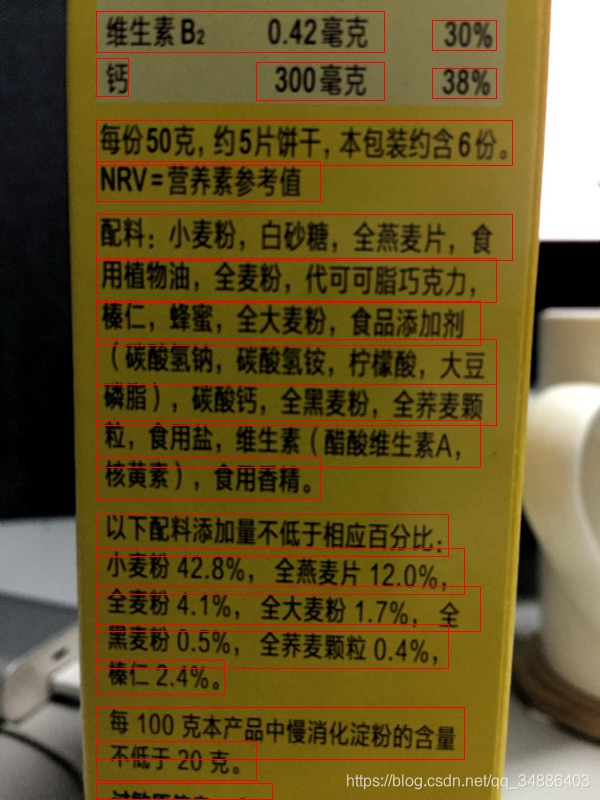 维生素B₂ 0.42毫克 30%
钙 300毫克 38%
每份50克，约5片饼干，本包装约含6份。
NRV=营养素参考值
配料：小麦粉，白砂糖，全燕麦片，食
用植物油，全麦粉，代可可脂巧克力，
榛仁，蜂蜜，全大麦粉，食品添加剂
（碳酸氢钠，碳酸氢铵，柠檬酸，大豆
磷脂），碳酸钙，全黑麦粉，全荞麦颗
粒，食用盐，维生素（醋酸维生素A，
核黄素），食用香精。
以下配料添加量不低于相应百分比：
小麦粉 42.8%， 全燕麦片 12.0%，
全麦粉 4.1%， 全大麦粉 1.7%， 全
黑麦粉 0.5%， 全荞麦颗粒 0.4%，
榛仁 2.4%。
每 100 克本产品中慢消化淀粉的含量
不低于 20 克。
https://blog.csdn.net/qq_34886403